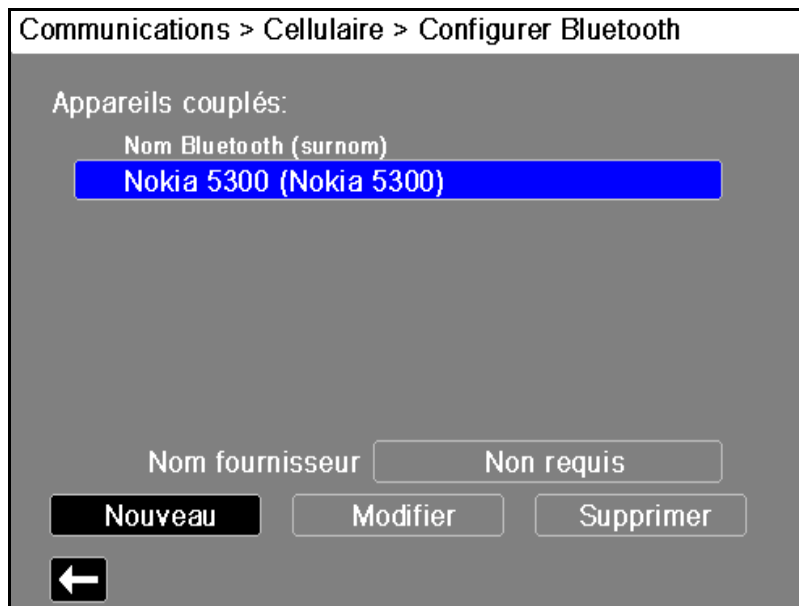 Communications > Cellulaire > Configurer Bluetooth
Appareils couplés:
Nom Bluetooth (surnom)
Nokia 5300 (Nokia 5300)
Nom fournisseur Non requis
Nouveau Modifier Supprimer